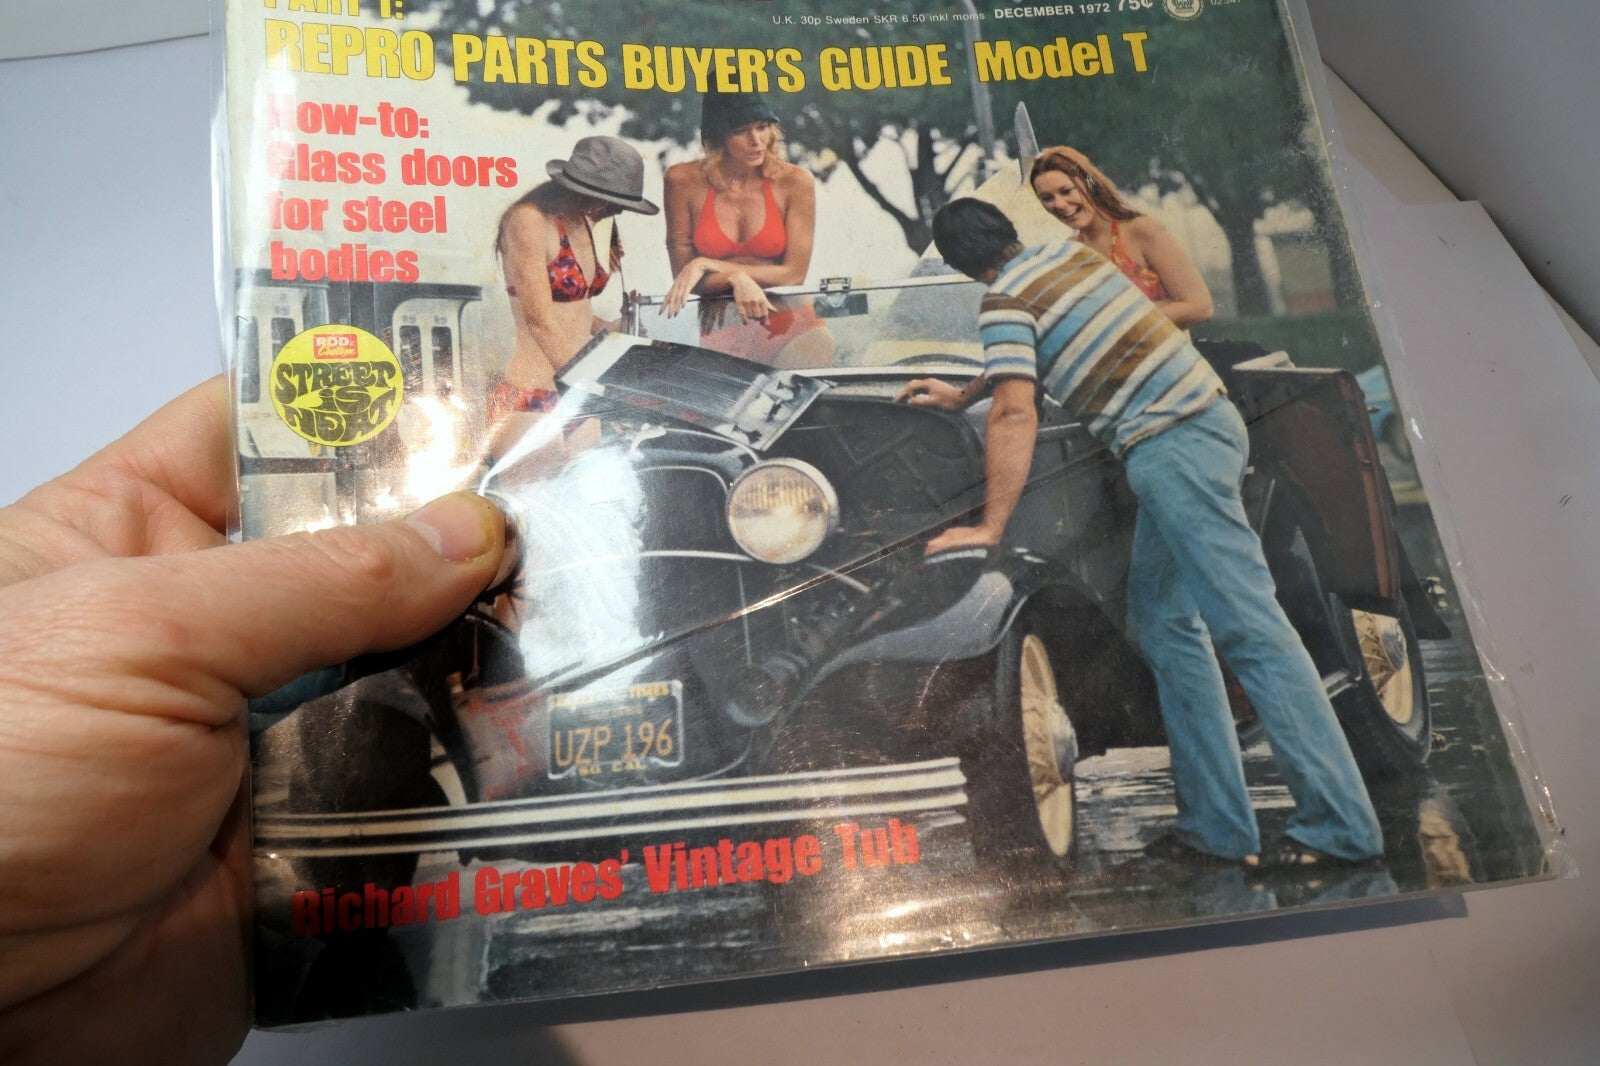 PART 1:
U.K. 30p Sweden SKR 6.50 inkl moms DECEMBER 1972 75¢
REPRO PARTS BUYER'S GUIDE Model T
How-to:
Glass doors
for steel
bodies
ROD &
Custom
STREET
IS
NEAT
UZP 196
Richard Graves' Vintage Tub